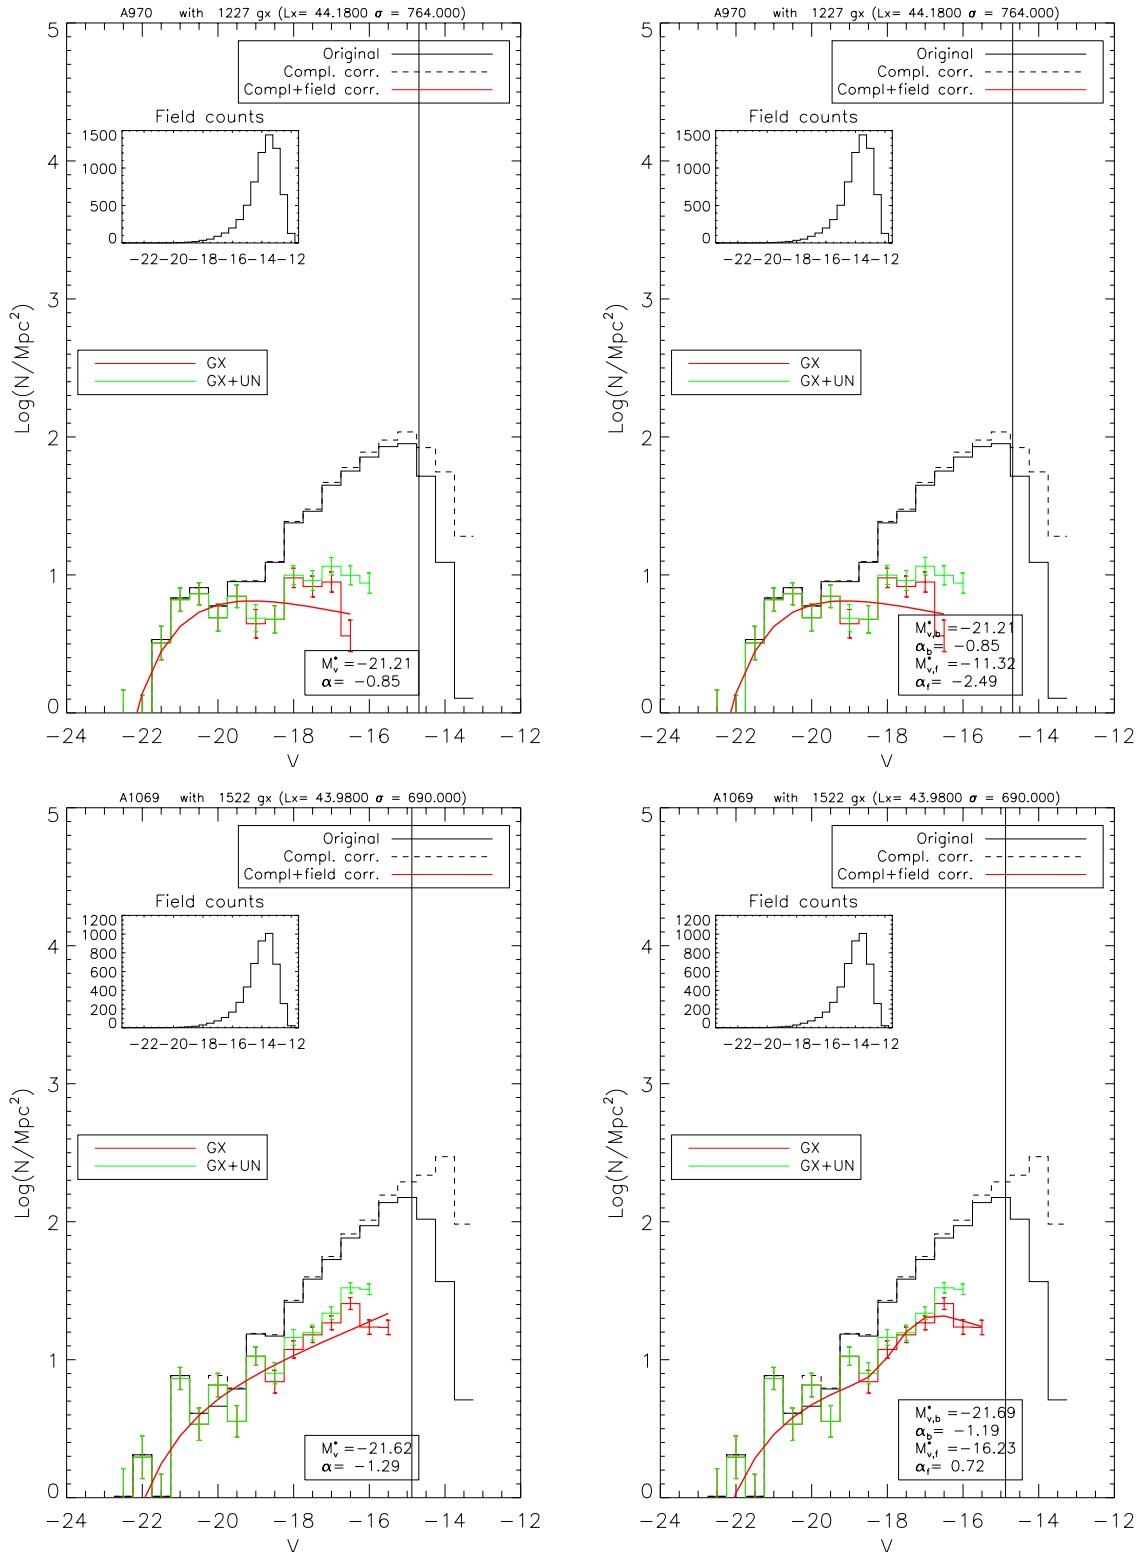 A970 with 1227 gx (Lx= 44.1800 σ = 764.000)
Original
Compl. corr.
Compl+field corr.
Field counts
1500
1000
500
0
−22−20−18−16−14−12
GX
GX+UN
Log(N/Mpc²)
5
4
3
2
1
0
M*v =−21.21
α= −0.85
−24 −22 −20 −18 −16 −14 −12
V
A970 with 1227 gx (Lx= 44.1800 σ = 764.000)
Original
Compl. corr.
Compl+field corr.
Field counts
1500
1000
500
0
−22−20−18−16−14−12
GX
GX+UN
Log(N/Mpc²)
5
4
3
2
1
0
M*v,b =−21.21
αb= −0.85
M*v,f =−11.32
αf= −2.49
−24 −22 −20 −18 −16 −14 −12
V
A1069 with 1522 gx (Lx= 43.9800 σ = 690.000)
Original
Compl. corr.
Compl+field corr.
Field counts
1200
1000
800
600
400
200
0
−22−20−18−16−14−12
GX
GX+UN
Log(N/Mpc²)
5
4
3
2
1
0
M*v =−21.62
α= −1.29
−24 −22 −20 −18 −16 −14 −12
V
A1069 with 1522 gx (Lx= 43.9800 σ = 690.000)
Original
Compl. corr.
Compl+field corr.
Field counts
1200
1000
800
600
400
200
0
−22−20−18−16−14−12
GX
GX+UN
Log(N/Mpc²)
5
4
3
2
1
0
M*v,b =−21.69
αb= −1.19
M*v,f =−16.23
αf= 0.72
−24 −22 −20 −18 −16 −14 −12
V